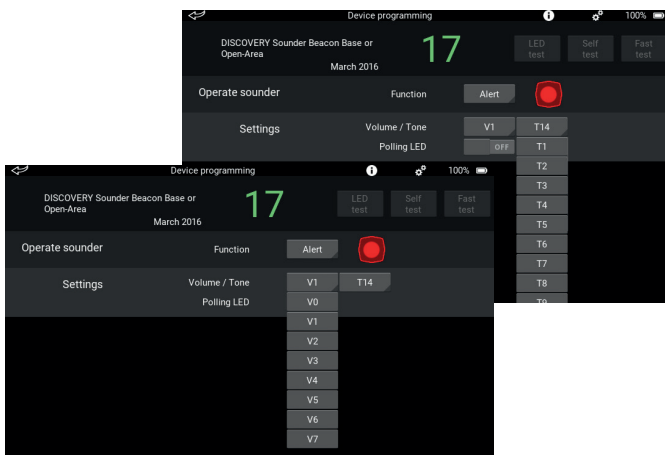 Device programming 100%
DISCOVERY Sounder Beacon Base or
Open-Area
March 2016
17
LED test
Self test
Fast test
Operate sounder Function Alert
Settings Volume / Tone V1 T14
Polling LED OFF T1
T2
T3
T4
T5
T6
T7
T8
T9
Device programming 100%
DISCOVERY Sounder Beacon Base or
Open-Area
March 2016
17
LED test
Self test
Fast test
Operate sounder Function Alert
Settings Volume / Tone V1 T14
Polling LED V0
V1
V2
V3
V4
V5
V6
V7